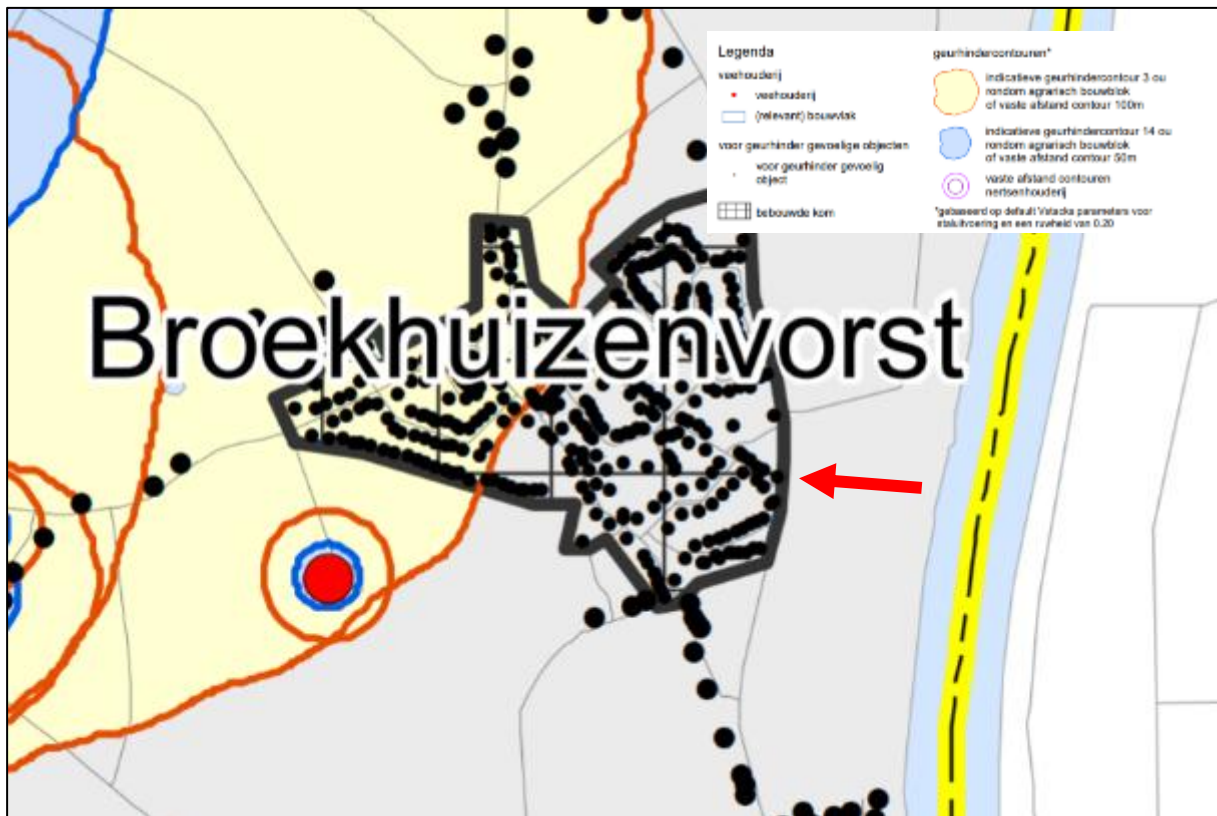 Legenda
veehouderij
veehouderij
(relevant) bouwvlak
voor geurhinder gevoelige objecten
voor geurhinder gevoelig
object
bebouwde kom
geurhindercontouren*
indicatieve geurhindercontour 3 ou
rondom agrarisch bouwblok
of vaste afstand contour 100m
indicatieve geurhindercontour 14 ou
rondom agrarisch bouwblok
of vaste afstand contour 50m
vaste afstand contouren
nertsenhouderij
*gebaseerd op default Vstacks parameters voor
staluitvoering en een ruwheid van 0.20
Broekhuizenvorst